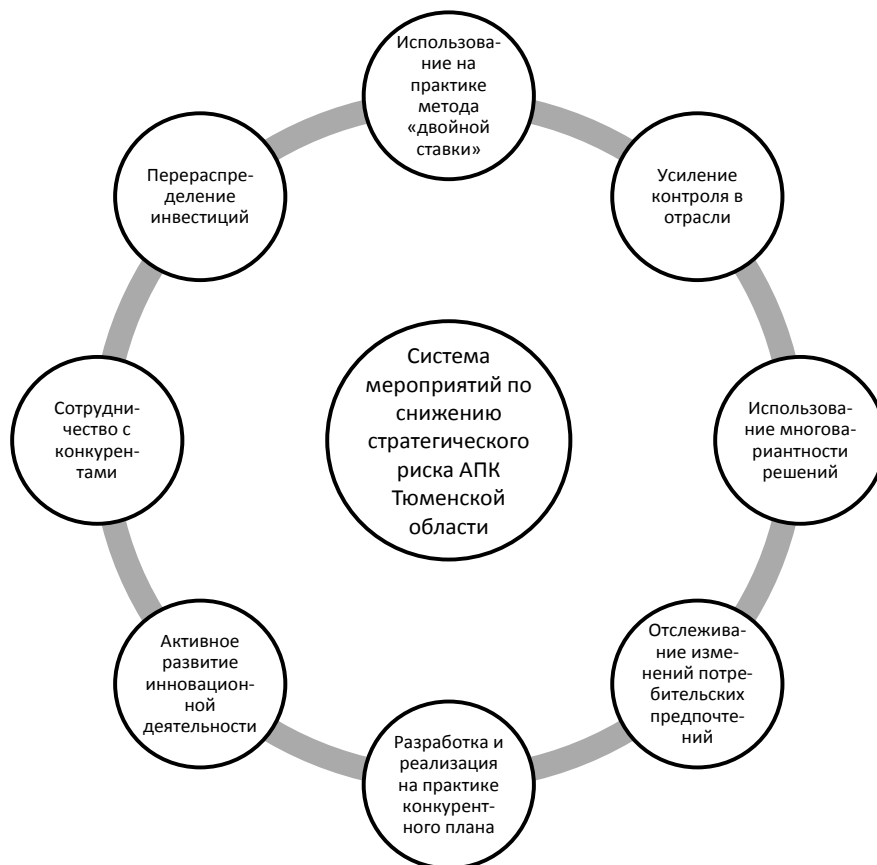 Использова-
ние на
практике
метода
«двойной
ставки»
Усиление
контроля в
отрасли
Использова-
ние многова-
риантности
решений
Отслежива-
ние изме-
нений потре-
бительских
предпочте-
ний
Разработка и
реализация
на практике
конкурент-
ного плана
Активное
развитие
инновацион-
ной
деятельности
Сотрудни-
чество с
конкурен-
тами
Перераспре-
деление
инвестиций
Система
мероприятий по
снижению
стратегического
риска АПК
Тюменской
области